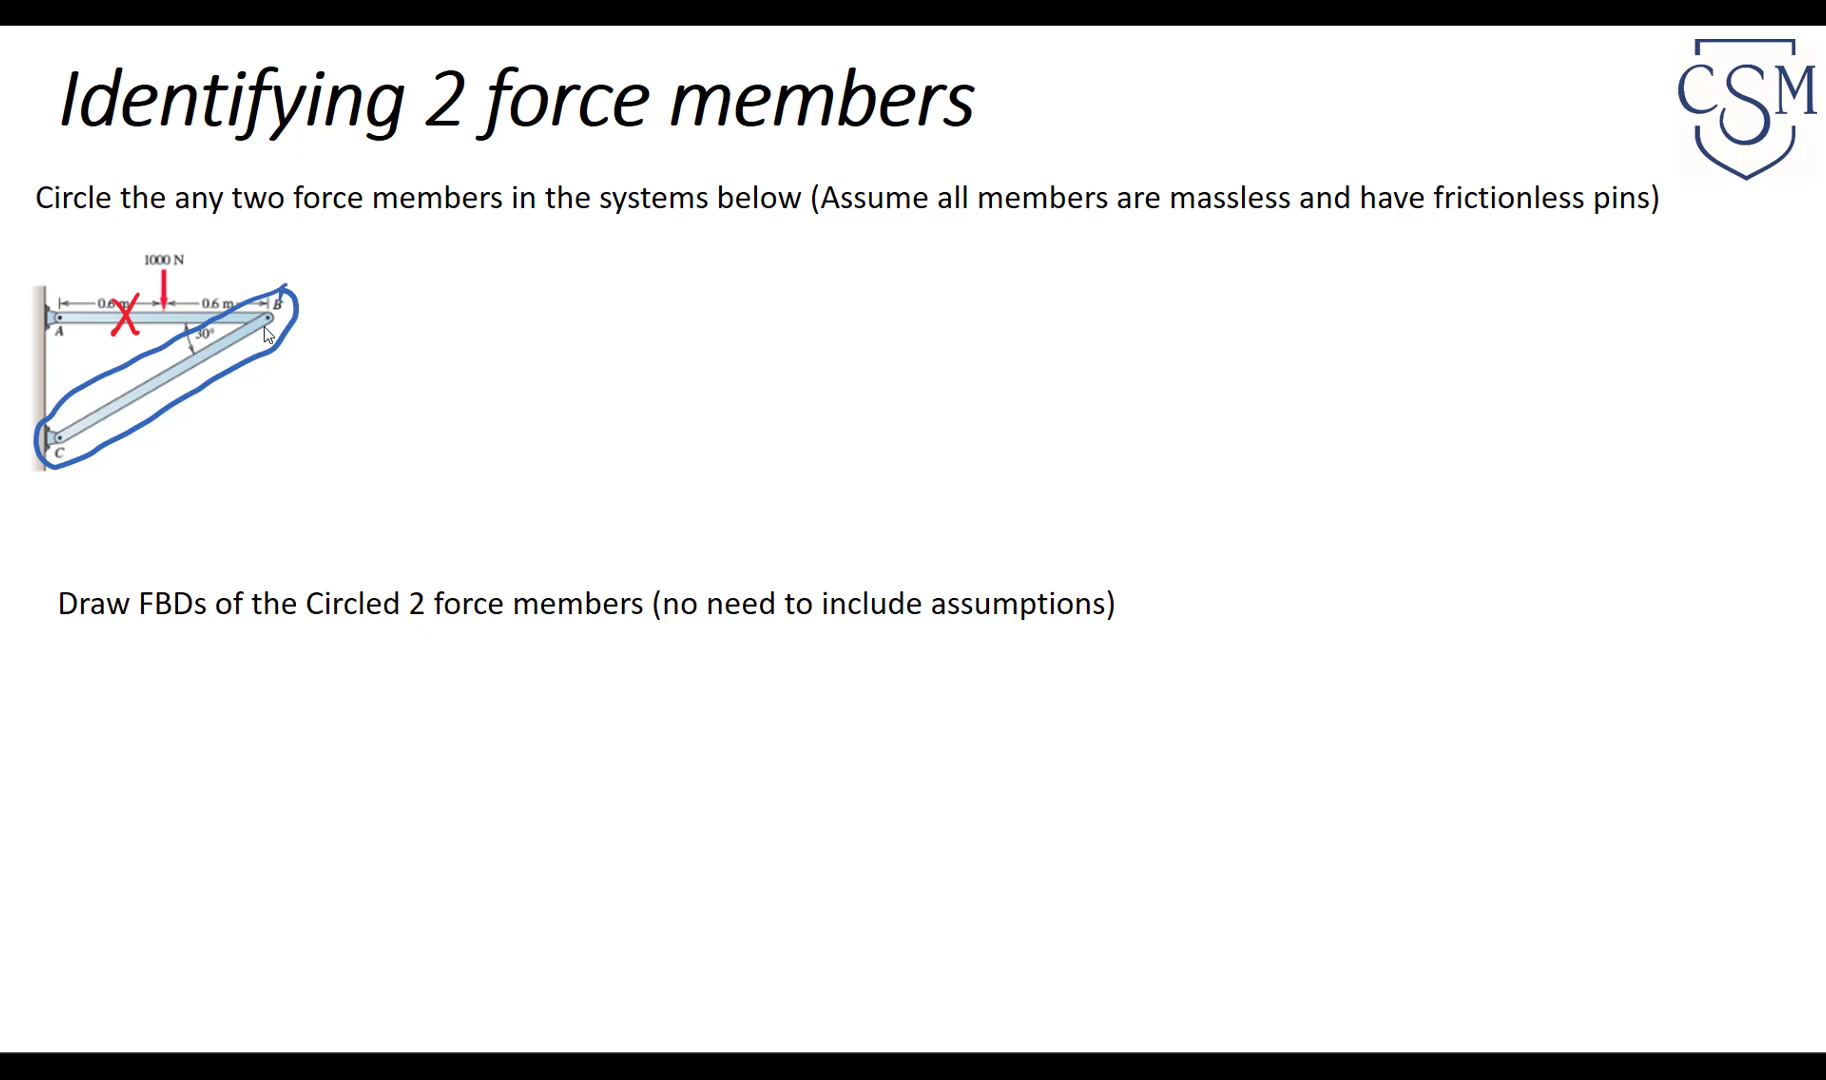 Identifying 2 force members
CSM
Circle the any two force members in the systems below (Assume all members are massless and have frictionless pins)
1000 N
0.6 m
0.6 m
B
A
30°
C
Draw FBDs of the Circled 2 force members (no need to include assumptions)